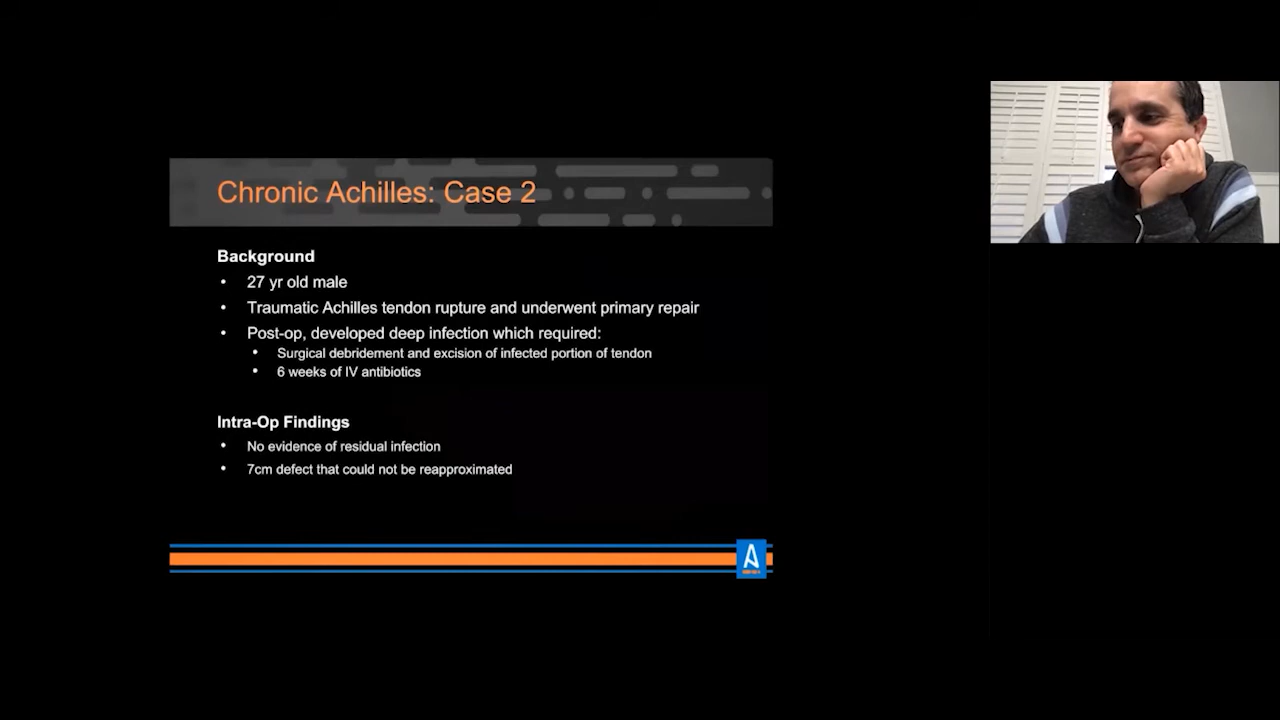 Chronic Achilles: Case 2
Background
• 27 yr old male
• Traumatic Achilles tendon rupture and underwent primary repair
• Post-op, developed deep infection which required:
• Surgical debridement and excision of infected portion of tendon
• 6 weeks of IV antibiotics
Intra-Op Findings
• No evidence of residual infection
• 7cm defect that could not be reapproximated
A